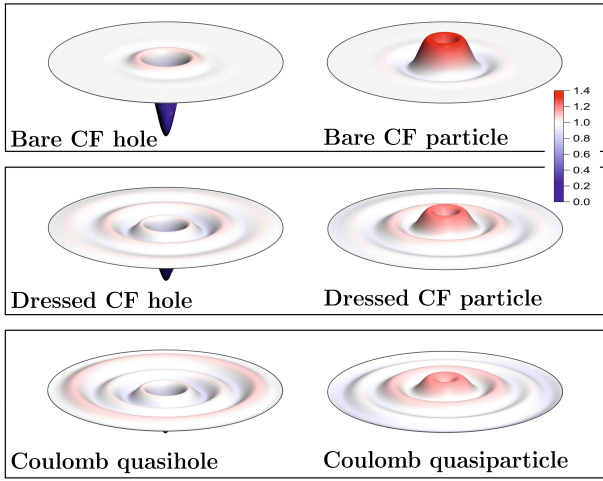 Bare CF hole
Bare CF particle
1.4
1.2
1.0
0.8
0.6
0.4
0.2
0.0
Dressed CF hole
Dressed CF particle
Coulomb quasihole
Coulomb quasiparticle